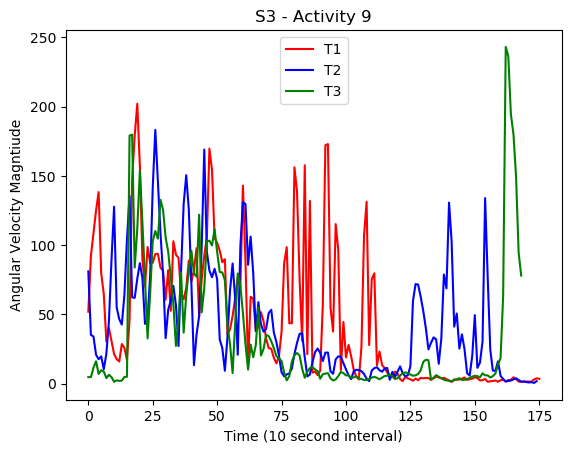 S3 - Activity 9
T1
T2
T3
250
200
150
100
50
0
Angular Velocity Magntiude
0 25 50 75 100 125 150 175
Time (10 second interval)